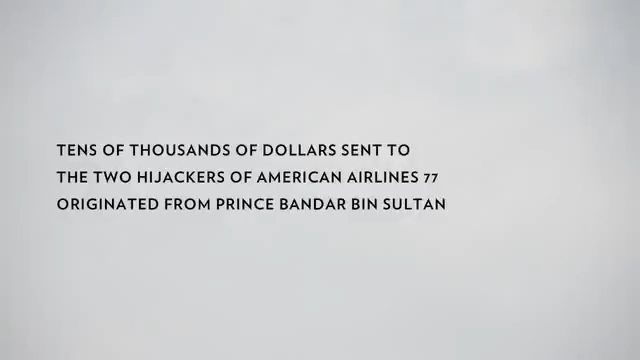 TENS OF THOUSANDS OF DOLLARS SENT TO
THE TWO HIJACKERS OF AMERICAN AIRLINES 77
ORIGINATED FROM PRINCE BANDAR BIN SULTAN